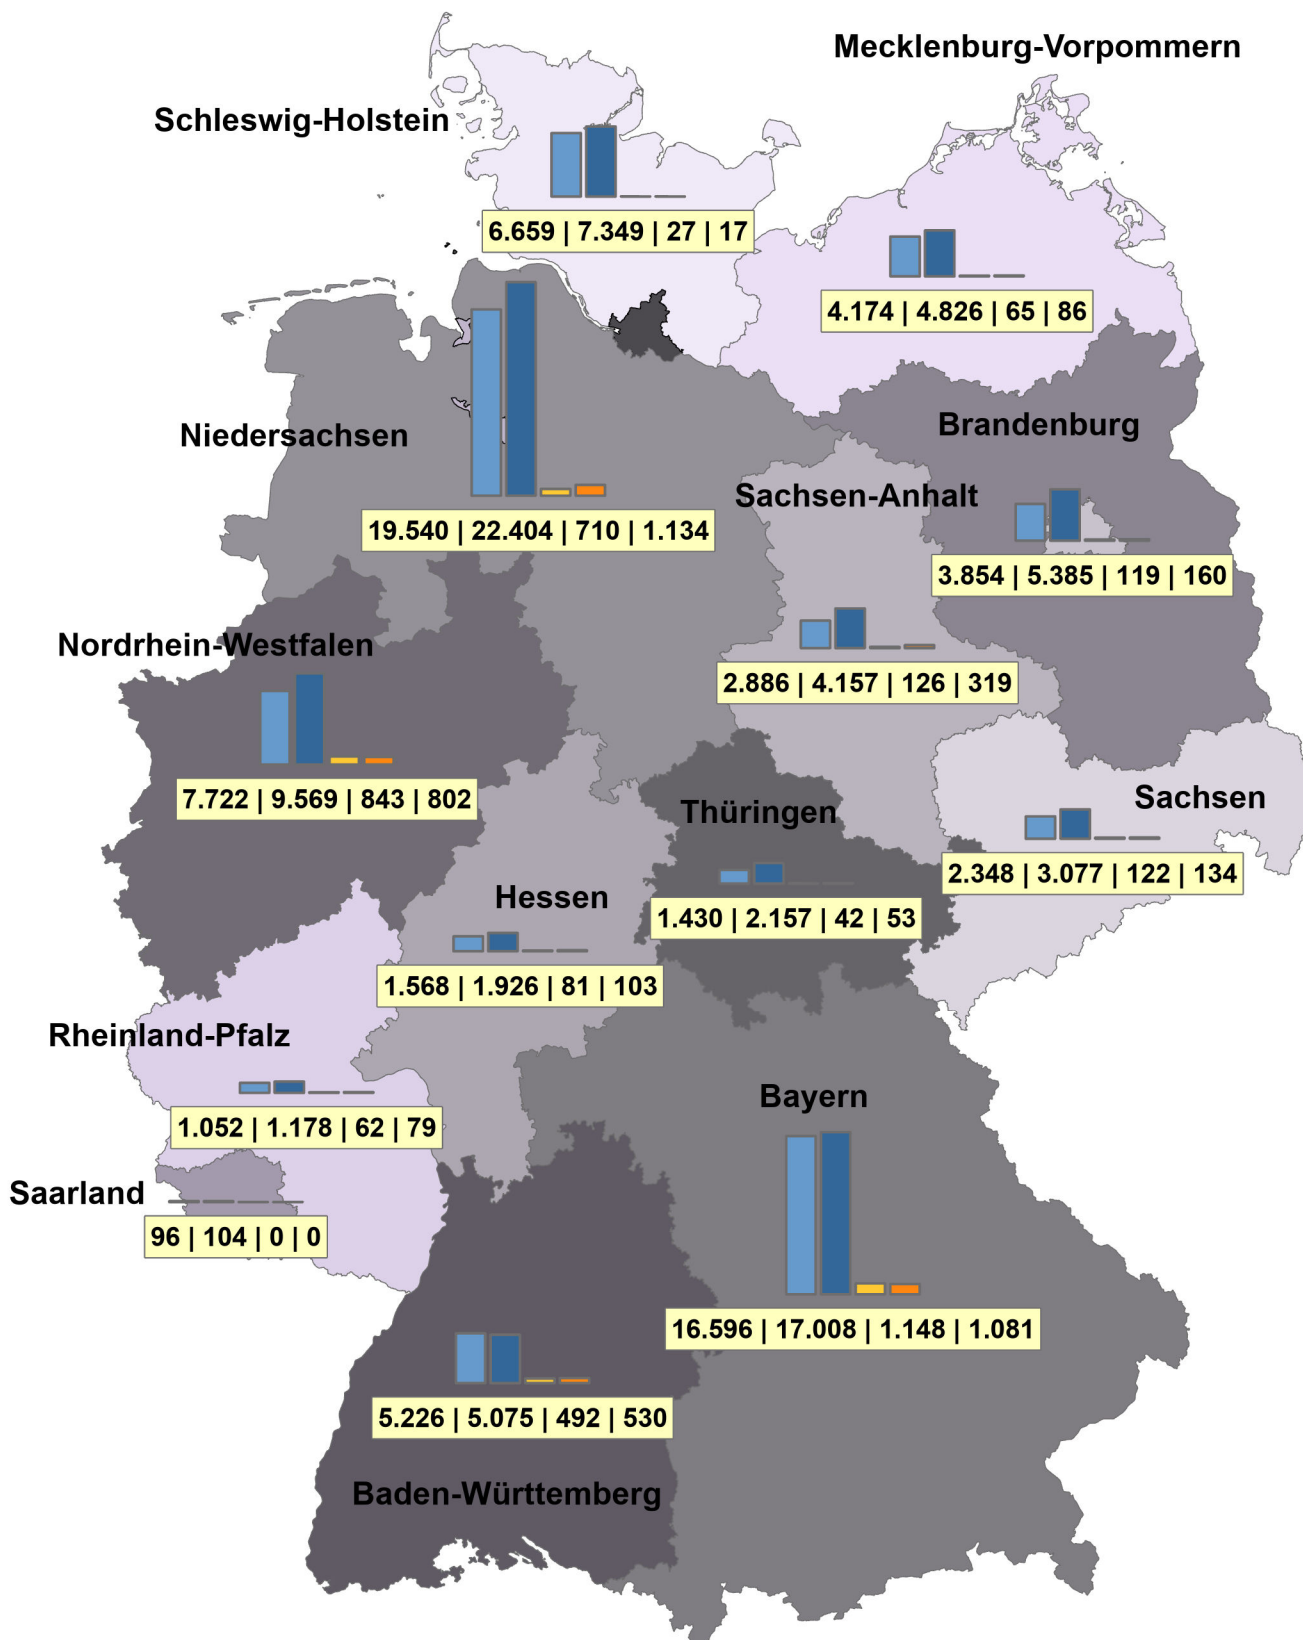 Mecklenburg-Vorpommern
Schleswig-Holstein
6.659 | 7.349 | 27 | 17
4.174 | 4.826 | 65 | 86
Niedersachsen
Brandenburg
Sachsen-Anhalt
19.540 | 22.404 | 710 | 1.134
3.854 | 5.385 | 119 | 160
Nordrhein-Westfalen
2.886 | 4.157 | 126 | 319
7.722 | 9.569 | 843 | 802
Sachsen
Thüringen
2.348 | 3.077 | 122 | 134
Hessen
1.430 | 2.157 | 42 | 53
1.568 | 1.926 | 81 | 103
Rheinland-Pfalz
Bayern
1.052 | 1.178 | 62 | 79
Saarland
96 | 104 | 0 | 0
16.596 | 17.008 | 1.148 | 1.081
5.226 | 5.075 | 492 | 530
Baden-Württemberg